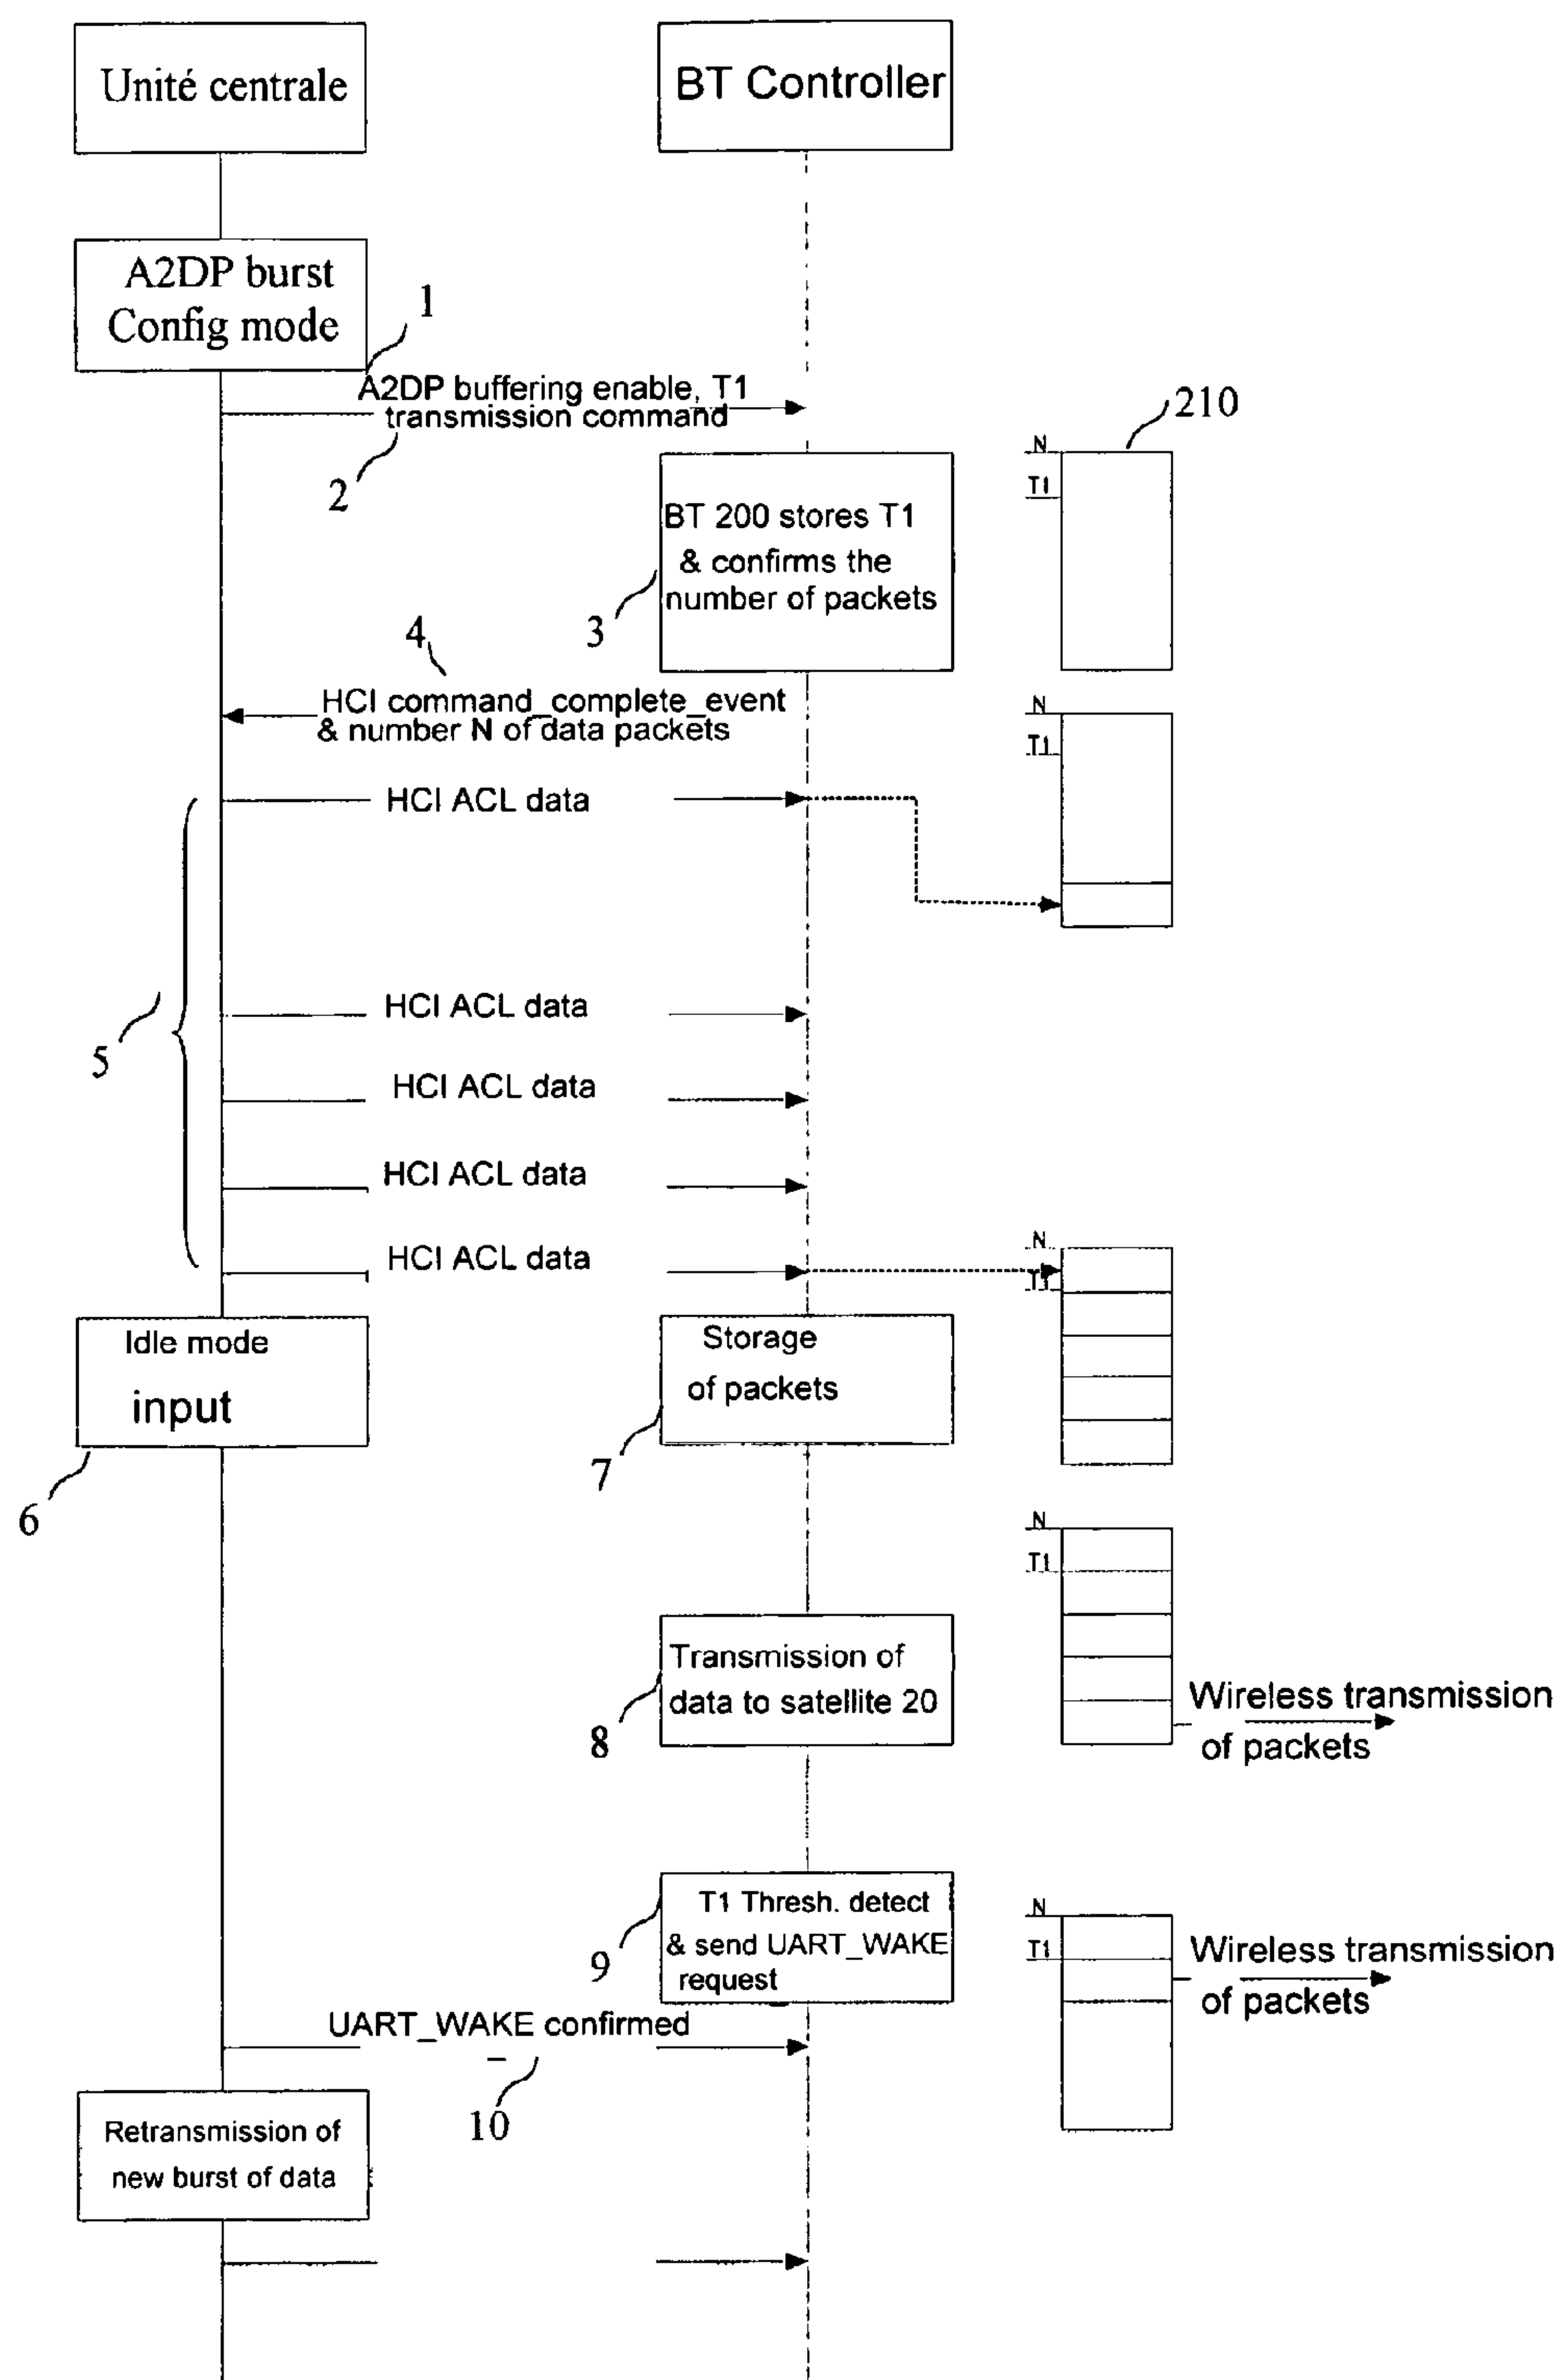 Unité centrale
BT Controller
A2DP burst
Config mode
1
A2DP buffering enable, T1
transmission command
2
210
N
T1
BT 200 stores T1
& confirms the
number of packets
3
4
HCI command_complete_event
& number N of data packets
N
T1
HCI ACL data
5
HCI ACL data
HCI ACL data
HCI ACL data
HCI ACL data
N
T1
Idle mode
input
6
Storage
of packets
7
N
T1
Transmission of
data to satellite 20
8
Wireless transmission
of packets
T1 Thresh. detect
& send UART_WAKE
request
9
N
T1
Wireless transmission
of packets
UART_WAKE confirmed
10
Retransmission of
new burst of data